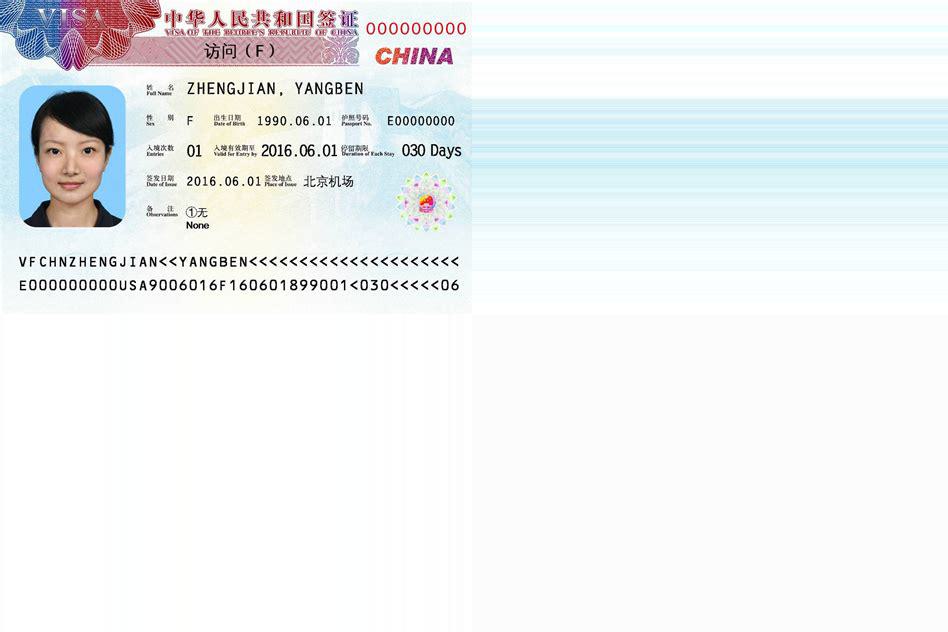 VISA 中华人民共和国签证
VISA OF THE PEOPLE'S REPUBLIC OF CHINA
000000000
访问(F)
CHINA
姓 名 ZHENGJIAN, YANGBEN
Full Name
性 别 F 出生日期 1990.06.01 护照号码 E00000000
Sex Date of Birth Passport No.
入境次数 01 入境有效期至 2016.06.01 停留期限 030 Days
Entries Valid for Entry by Duration of Each Stay
签发日期 2016.06.01 签发地点 北京机场
Date of Issue Place of Issue
备 注 ①无
Observations
None
VFCHNZHENGJIAN<<YANGBEN<<<<<<<<<<<<<<<<<<<<<
E000000000USA9006016F160601899001<030<<<<<06